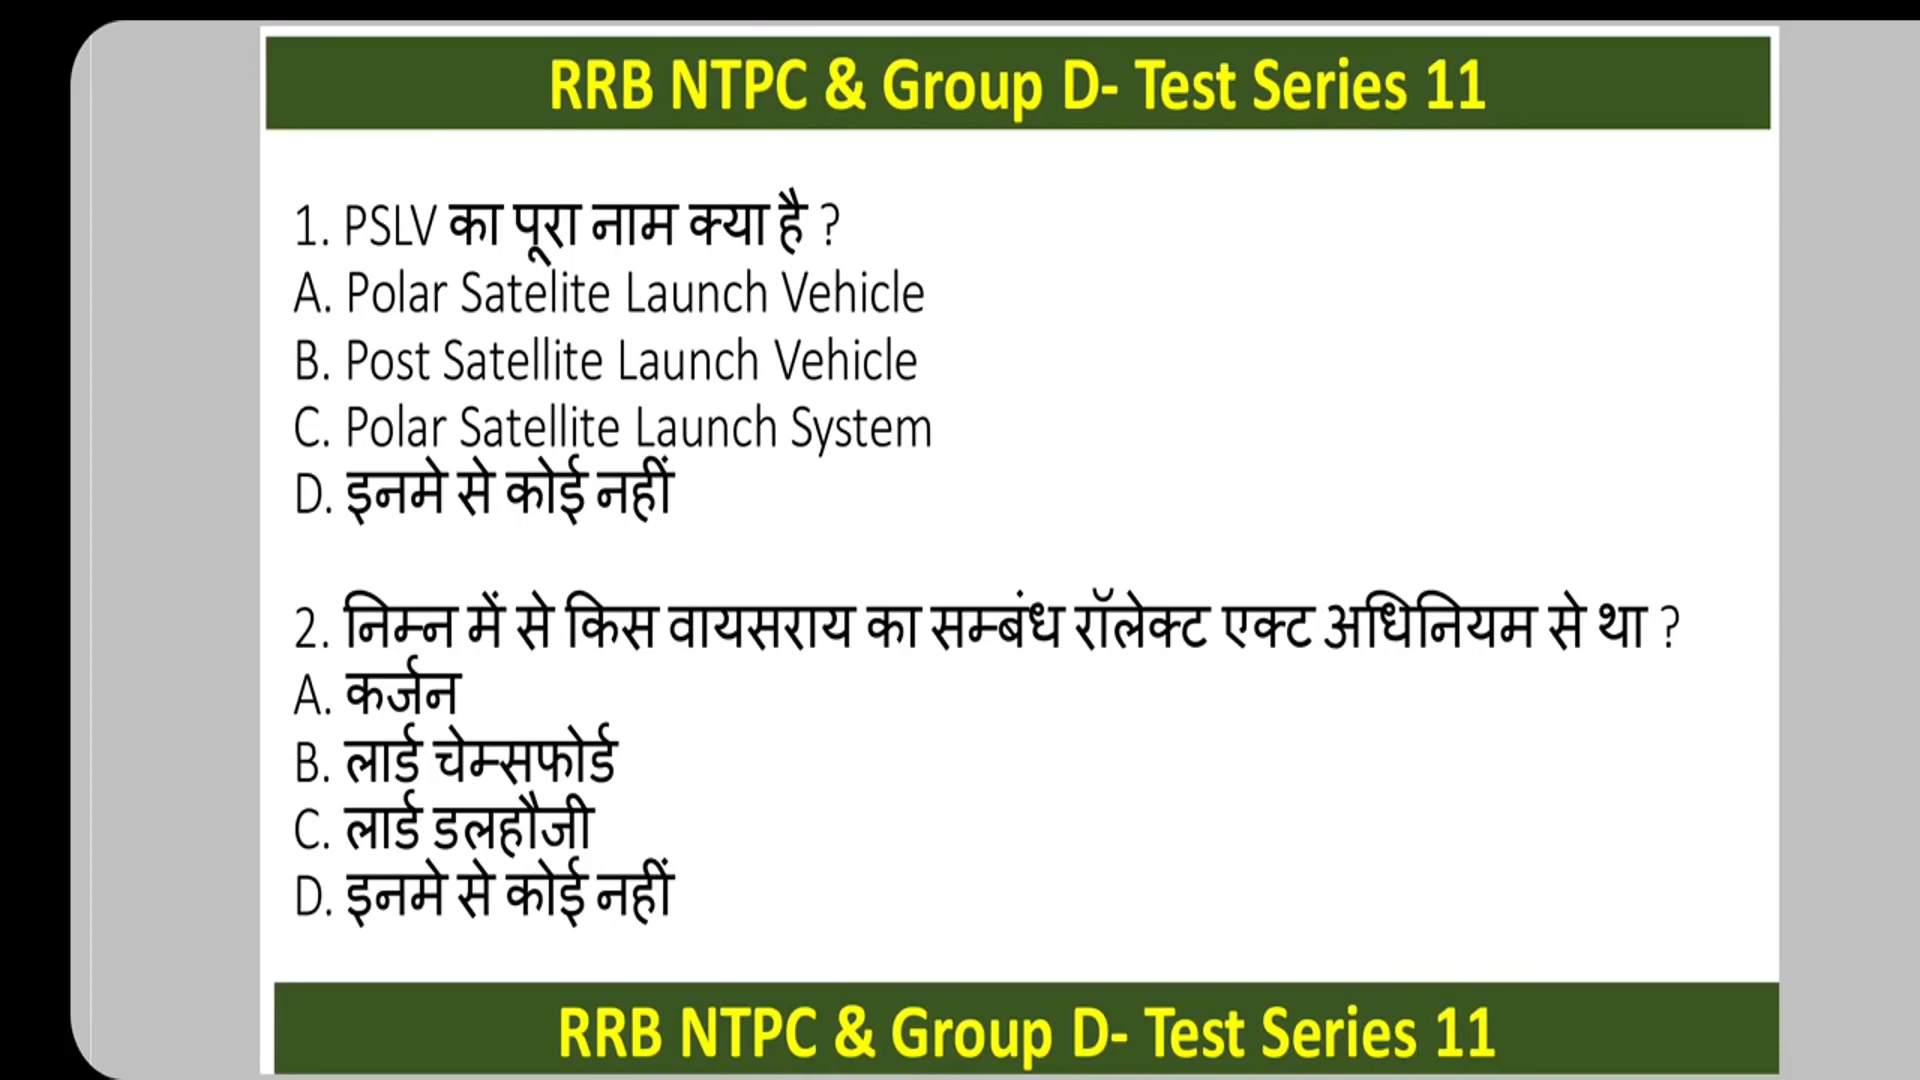 RRB NTPC & Group D- Test Series 11
1. PSLV का पूरा नाम क्या है ?
A. Polar Satelite Launch Vehicle
B. Post Satellite Launch Vehicle
C. Polar Satellite Launch System
D. इनमे से कोई नहीं
2. निम्न में से किस वायसराय का सम्बंध रॉलेक्ट एक्ट अधिनियम से था ?
A. कर्जन
B. लार्ड चेम्सफोर्ड
C. लार्ड डलहौजी
D. इनमे से कोई नहीं
RRB NTPC & Group D- Test Series 11